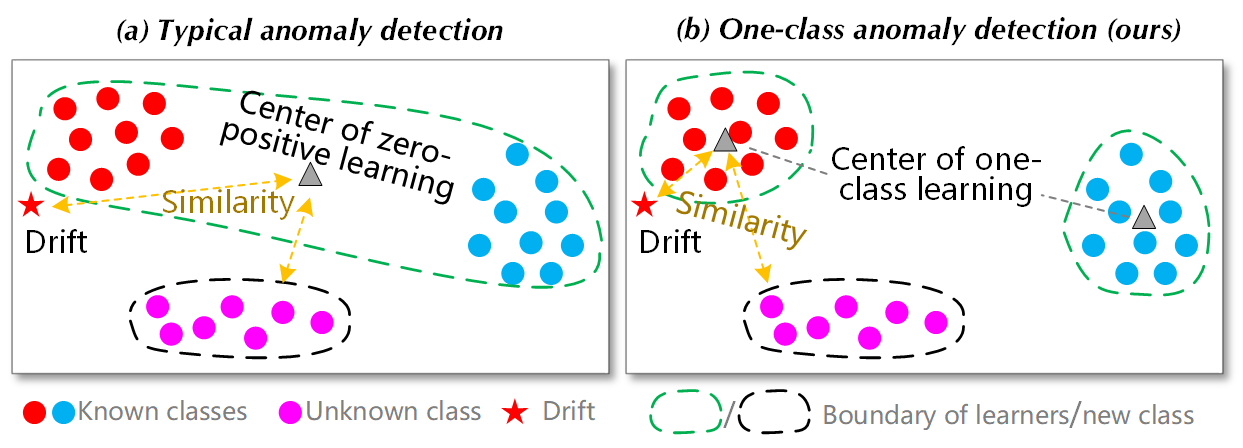 (a) Typical anomaly detection
(b) One-class anomaly detection (ours)
Center of zero-
positive learning
Similarity
Drift
Center of one-
class learning
Similarity
Drift
Known classes
Unknown class
Drift
/
Boundary of learners/new class